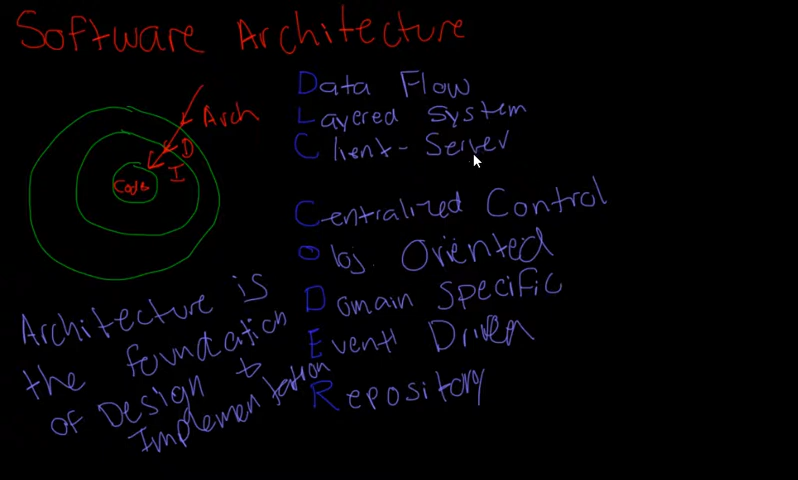 Software Architecture
Arch
D
I
Code
Data Flow
Layered System
Client-Server
Centralized Control
Obj. Oriented
Domain Specific
Event Driven
Repository
Architecture is
the foundation
of Design to
Implementation